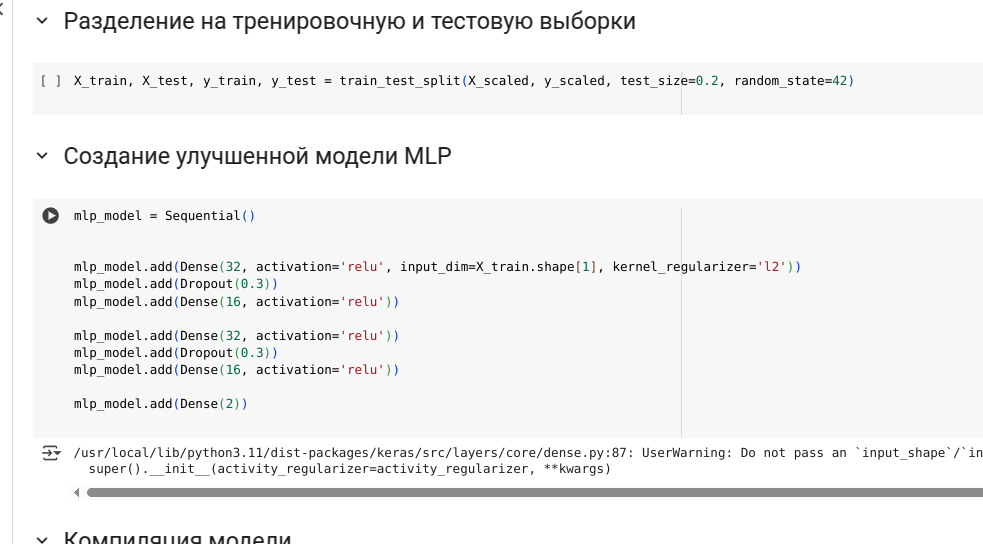 Разделение на тренировочную и тестовую выборки
[ ] X_train, X_test, y_train, y_test = train_test_split(X_scaled, y_scaled, test_size=0.2, random_state=42)
Создание улучшенной модели MLP
mlp_model = Sequential()
mlp_model.add(Dense(32, activation='relu', input_dim=X_train.shape[1], kernel_regularizer='l2'))
mlp_model.add(Dropout(0.3))
mlp_model.add(Dense(16, activation='relu'))
mlp_model.add(Dense(32, activation='relu'))
mlp_model.add(Dropout(0.3))
mlp_model.add(Dense(16, activation='relu'))
mlp_model.add(Dense(2))
/usr/local/lib/python3.11/dist-packages/keras/src/layers/core/dense.py:87: UserWarning: Do not pass an `input_shape`/`in
super().__init__(activity_regularizer=activity_regularizer, **kwargs)
Компиляция модели